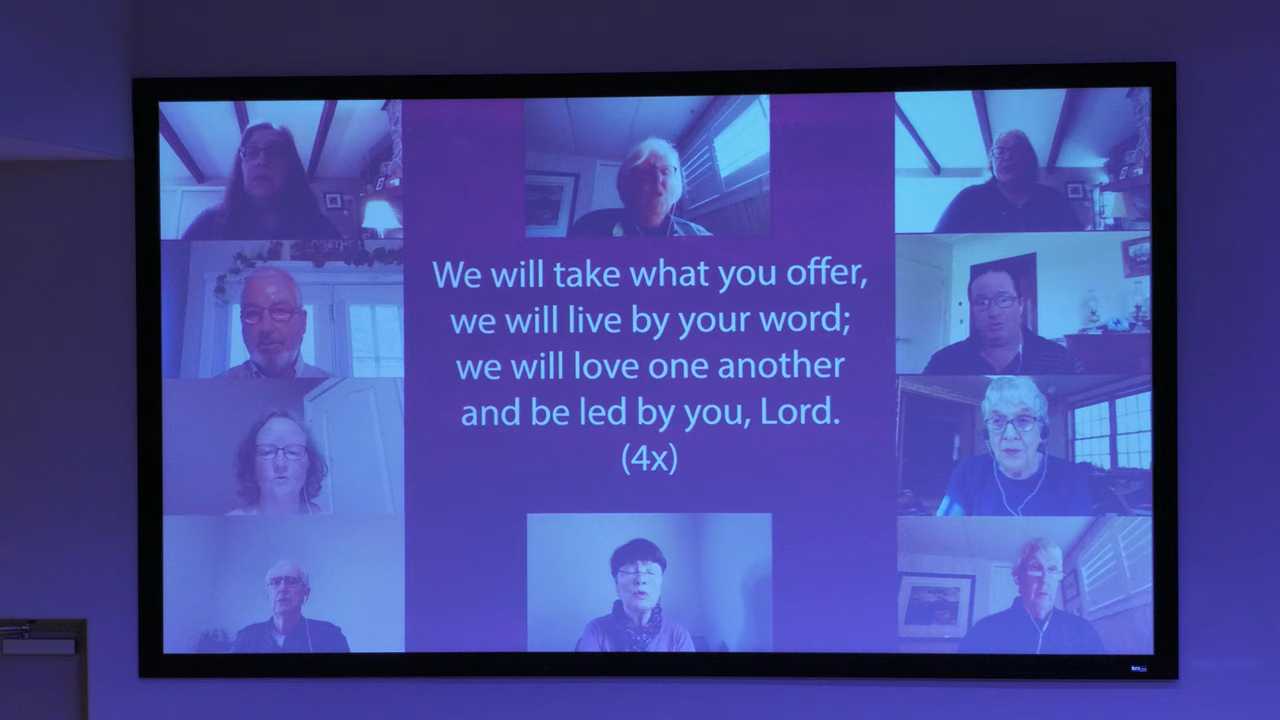 We will take what you offer,
we will live by your word;
we will love one another
and be led by you, Lord.
(4x)